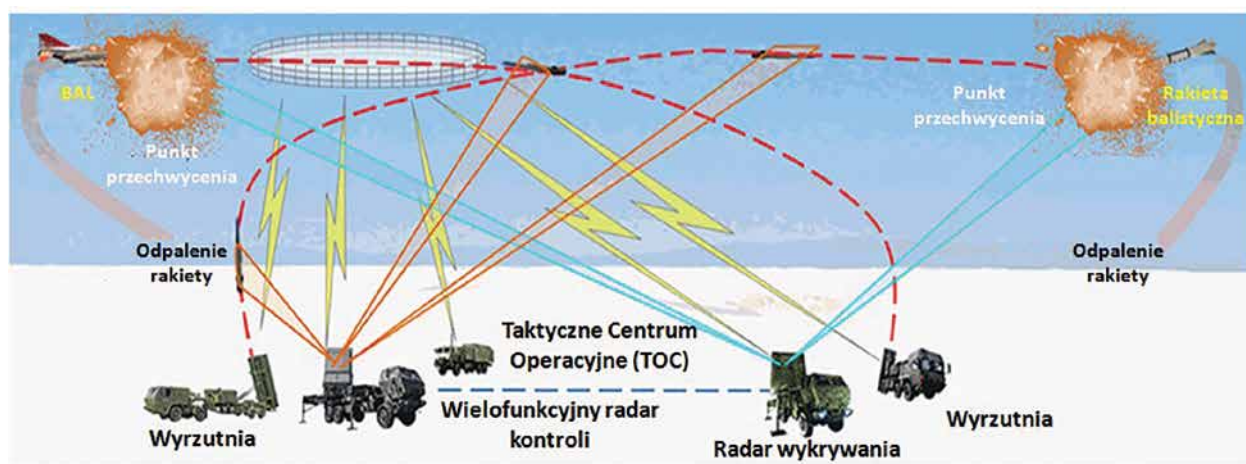 BAL
Punkt
przechwycenia
Punkt
przechwycenia
Rakieta
balistyczna
Odpalenie
rakiety
Odpalenie
rakiety
Taktyczne Centrum
Operacyjne (TOC)
Wielofunkcyjny radar
kontroli
Wyrzutnia
Radar wykrywania
Wyrzutnia